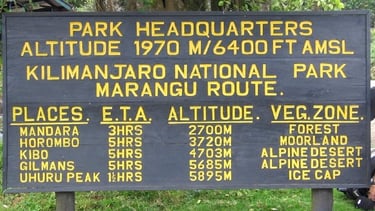 PARK HEADQUARTERS
ALTITUDE 1970 M/6400 FT AMSL
KILIMANJARO NATIONAL PARK
MARANGU ROUTE.
PLACES. E.T.A. ALTITUDE. VEG.ZONE.
MANDARA 3HRS 2700M FOREST
HOROMBO 5HRS 3720M MOORLAND
KIBO 5HRS 4703M ALPINE DESERT
GILMANS 5HRS 5685M ALPINE DESERT
UHURU PEAK 1½HRS 5895M ICE CAP